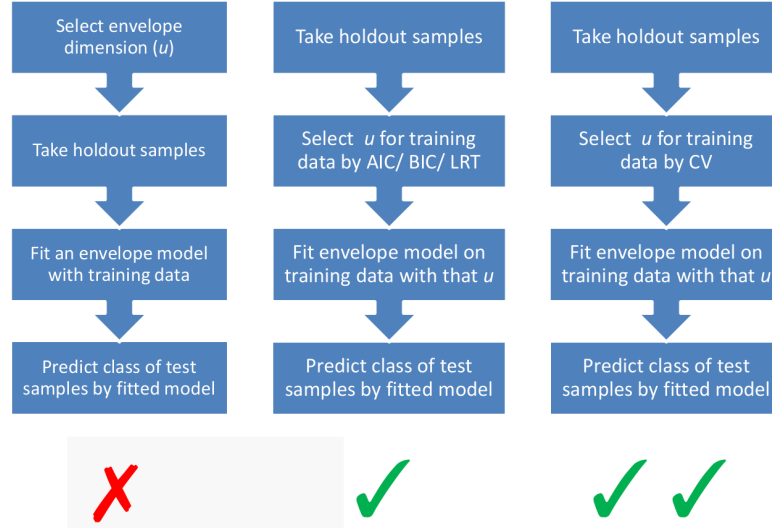 Select envelope
dimension (u)
Take holdout samples
Fit an envelope model
with training data
Predict class of test
samples by fitted model
Take holdout samples
Select u for training
data by AIC/ BIC/ LRT
Fit envelope model on
training data with that u
Predict class of test
samples by fitted model
Take holdout samples
Select u for training
data by CV
Fit envelope model on
training data with that u
Predict class of test
samples by fitted model